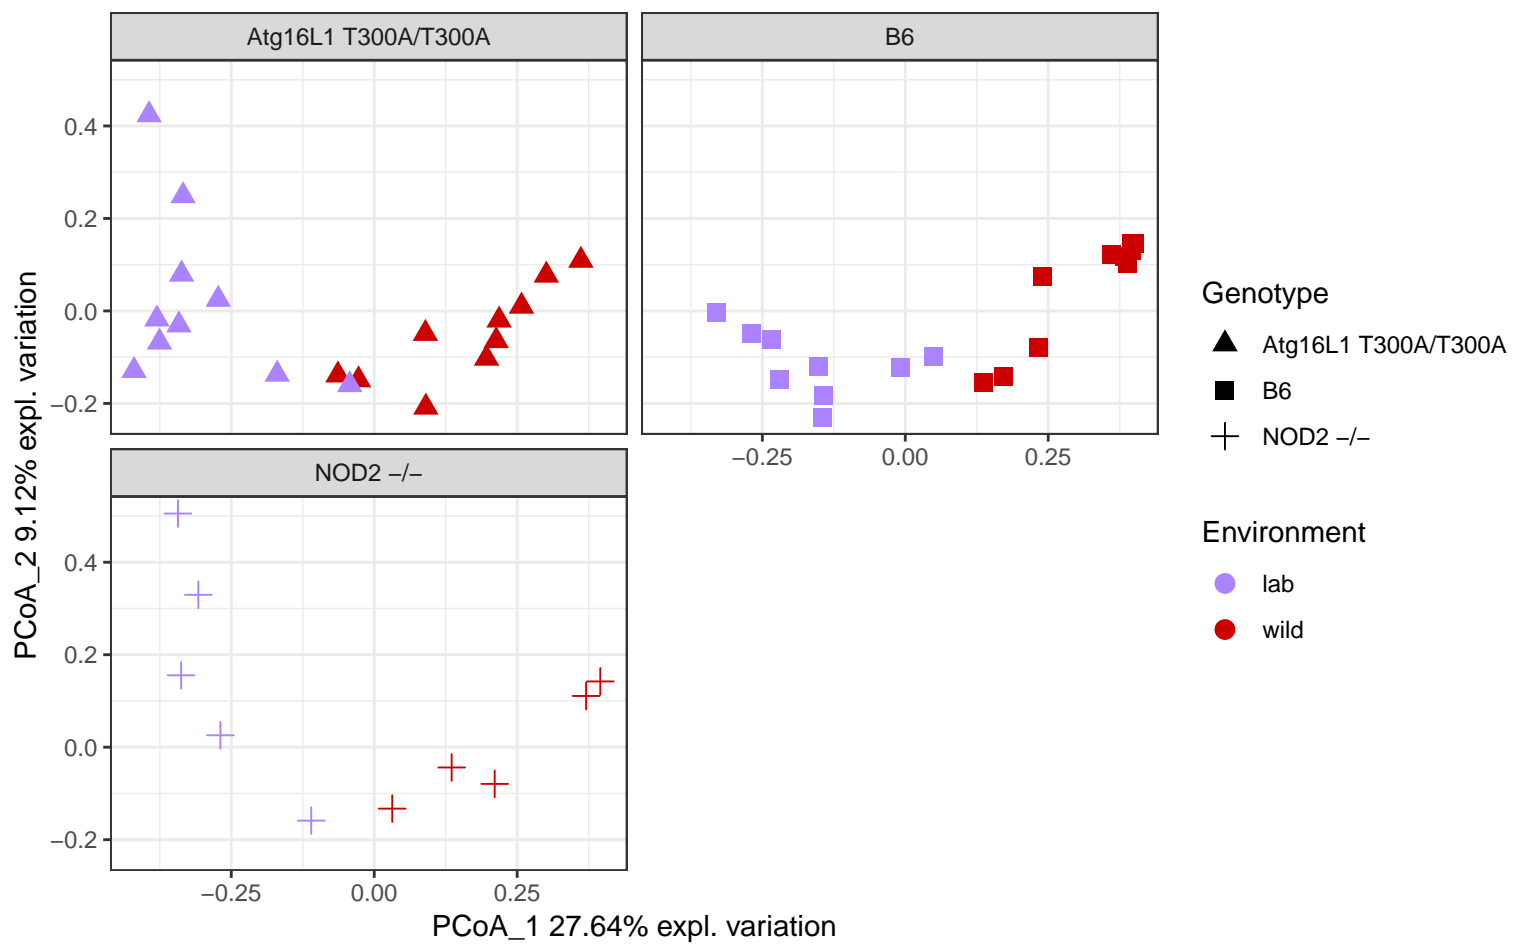 Atg16L1 T300A/T300A
B6
0.4
0.2
0.0
−0.2
−0.25
0.00
0.25
NOD2 −/−
0.4
0.2
0.0
−0.2
−0.25
0.00
0.25
PCoA_1 27.64% expl. variation
PCoA_2 9.12% expl. variation
Genotype
Atg16L1 T300A/T300A
B6
NOD2 −/−
Environment
lab
wild